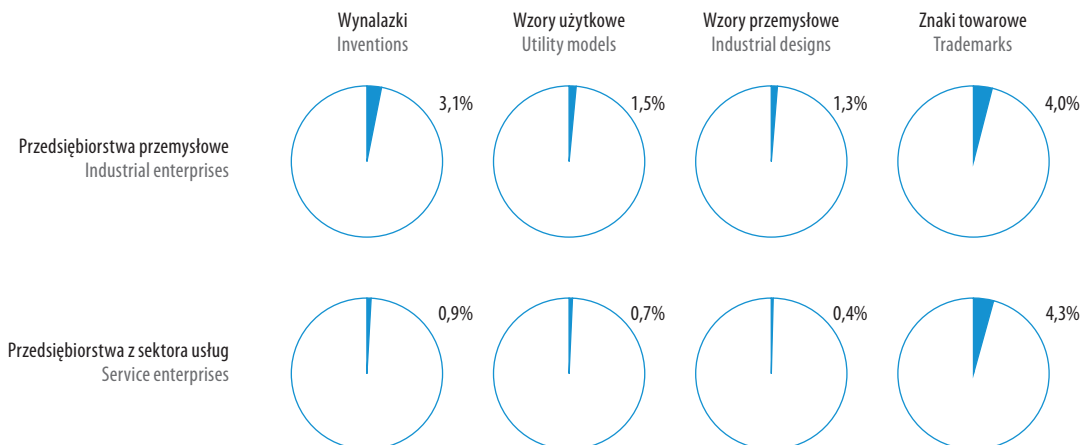 Wynalazki
Inventions
Wzory użytkowe
Utility models
Wzory przemysłowe
Industrial designs
Znaki towarowe
Trademarks
Przedsiębiorstwa przemysłowe
Industrial enterprises
3,1%
1,5%
1,3%
4,0%
Przedsiębiorstwa z sektora usług
Service enterprises
0,9%
0,7%
0,4%
4,3%